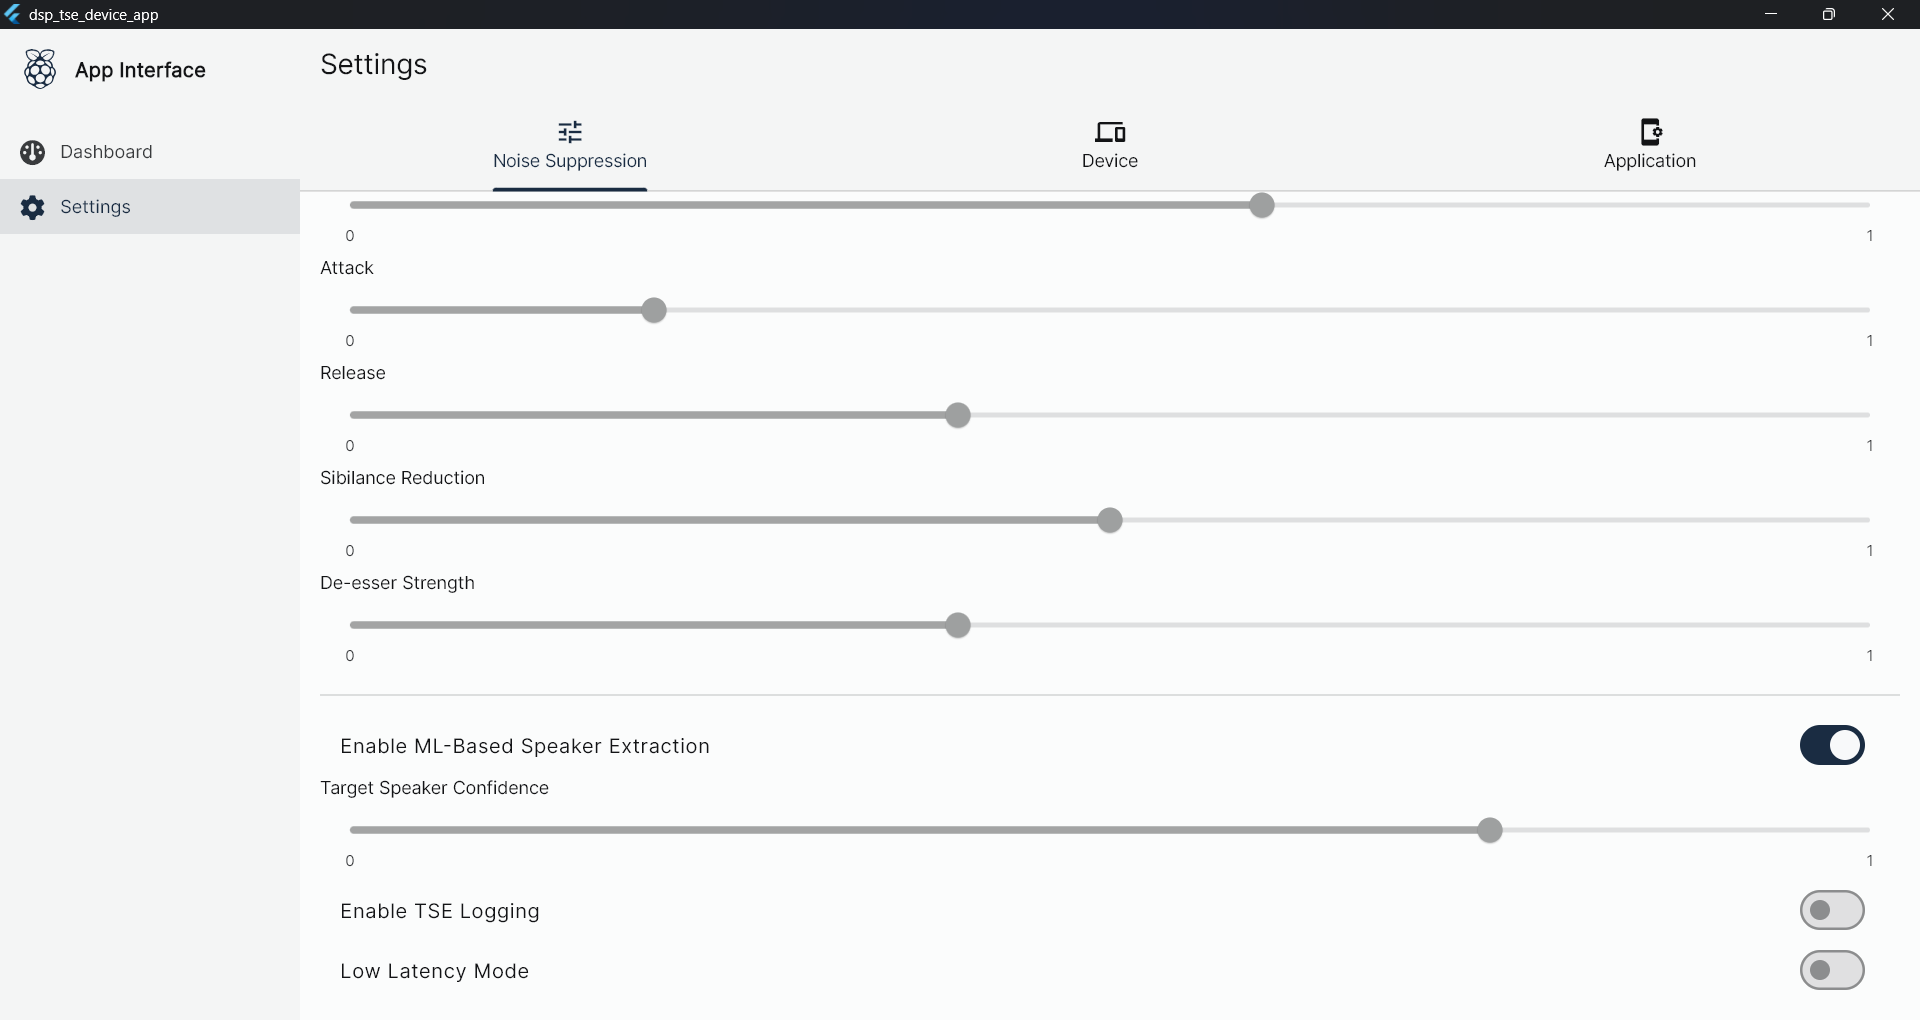 dsp_tse_device_app
App Interface
Settings
Dashboard
Settings
Noise Suppression
Device
Application
0 1
Attack
0 1
Release
0 1
Sibilance Reduction
0 1
De-esser Strength
0 1
Enable ML-Based Speaker Extraction
Target Speaker Confidence
0 1
Enable TSE Logging
Low Latency Mode